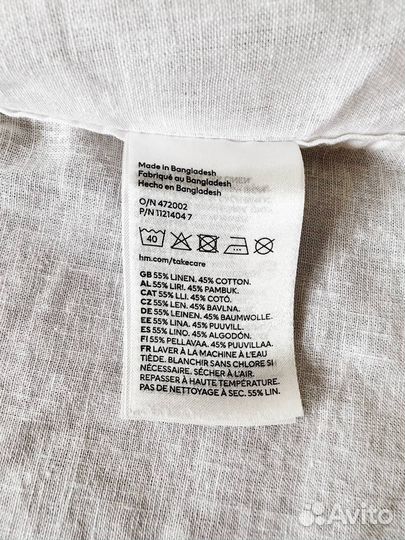 Made in Bangladesh
Fabriqué au Bangladesh
Hecho en Bangladesh
O/N 472002
P/N 1121404 7
40
hm.com/takecare
GB 55% LINEN. 45% COTTON.
AL 55% LIRI. 45% PAMBUK.
CAT 55% LLI. 45% COTÓ.
CZ 55% LEN. 45% BAVLNA.
DE 55% LEINEN. 45% BAUMWOLLE.
EE 55% LINA. 45% PUUVILL.
ES 55% LINO. 45% ALGODÓN.
FI 55% PELLAVAA. 45% PUUVILLAA.
FR LAVER À LA MACHINE À L'EAU
TIÈDE. BLANCHIR SANS CHLORE SI
NÉCESSAIRE. SÉCHER À L'AIR.
REPASSER À HAUTE TEMPÉRATURE.
PAS DE NETTOYAGE À SEC. 55% LIN.
Avito